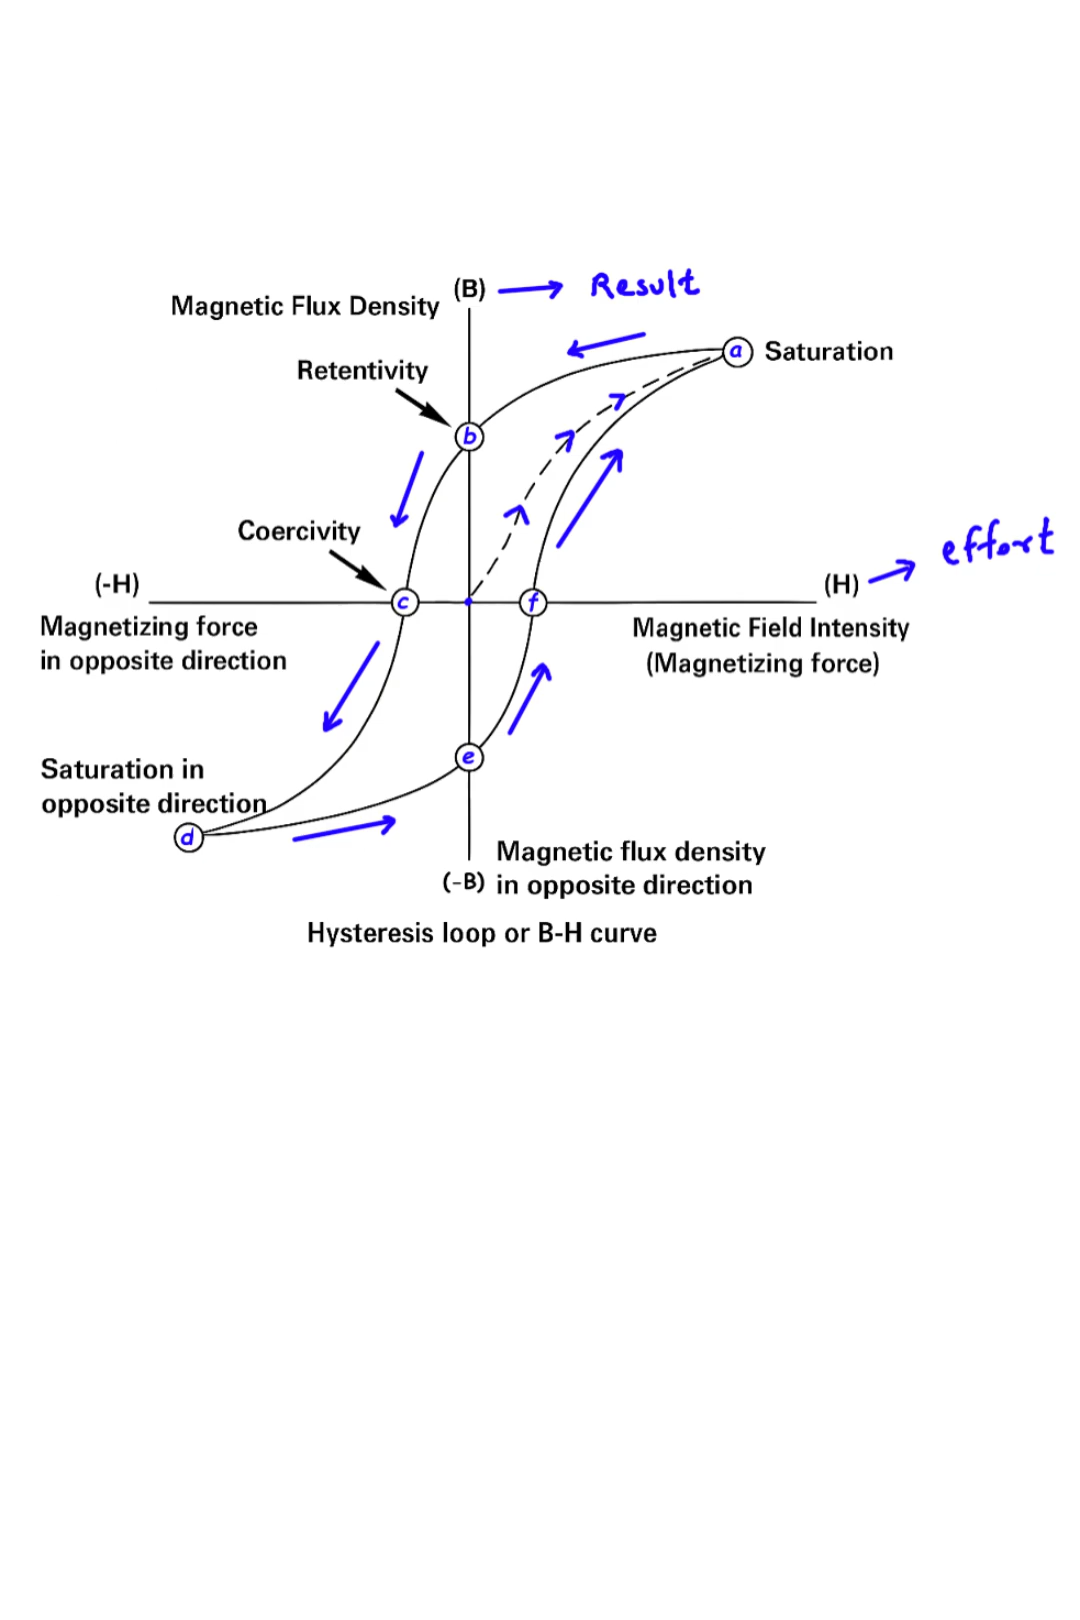 (B) → Result
Magnetic Flux Density
Retentivity
a Saturation
b
Coercivity
effort
(-H)
(H) →
c
f
Magnetizing force
in opposite direction
Magnetic Field Intensity
(Magnetizing force)
e
Saturation in
opposite direction
d
Magnetic flux density
(-B) in opposite direction
Hysteresis loop or B-H curve